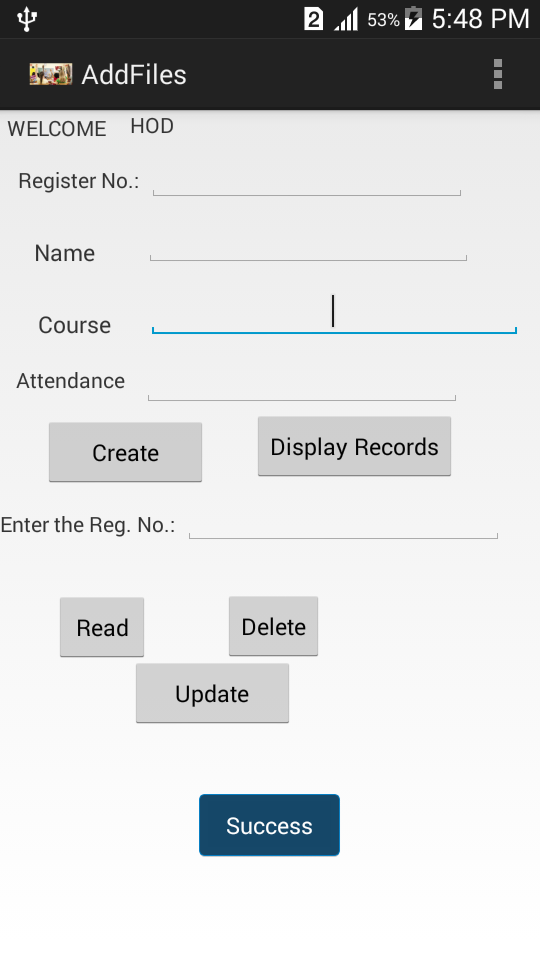 2 53% 5:48 PM
AddFiles
WELCOME HOD
Register No.:
Name
Course
Attendance
Create Display Records
Enter the Reg. No.:
Read Delete
Update
Success